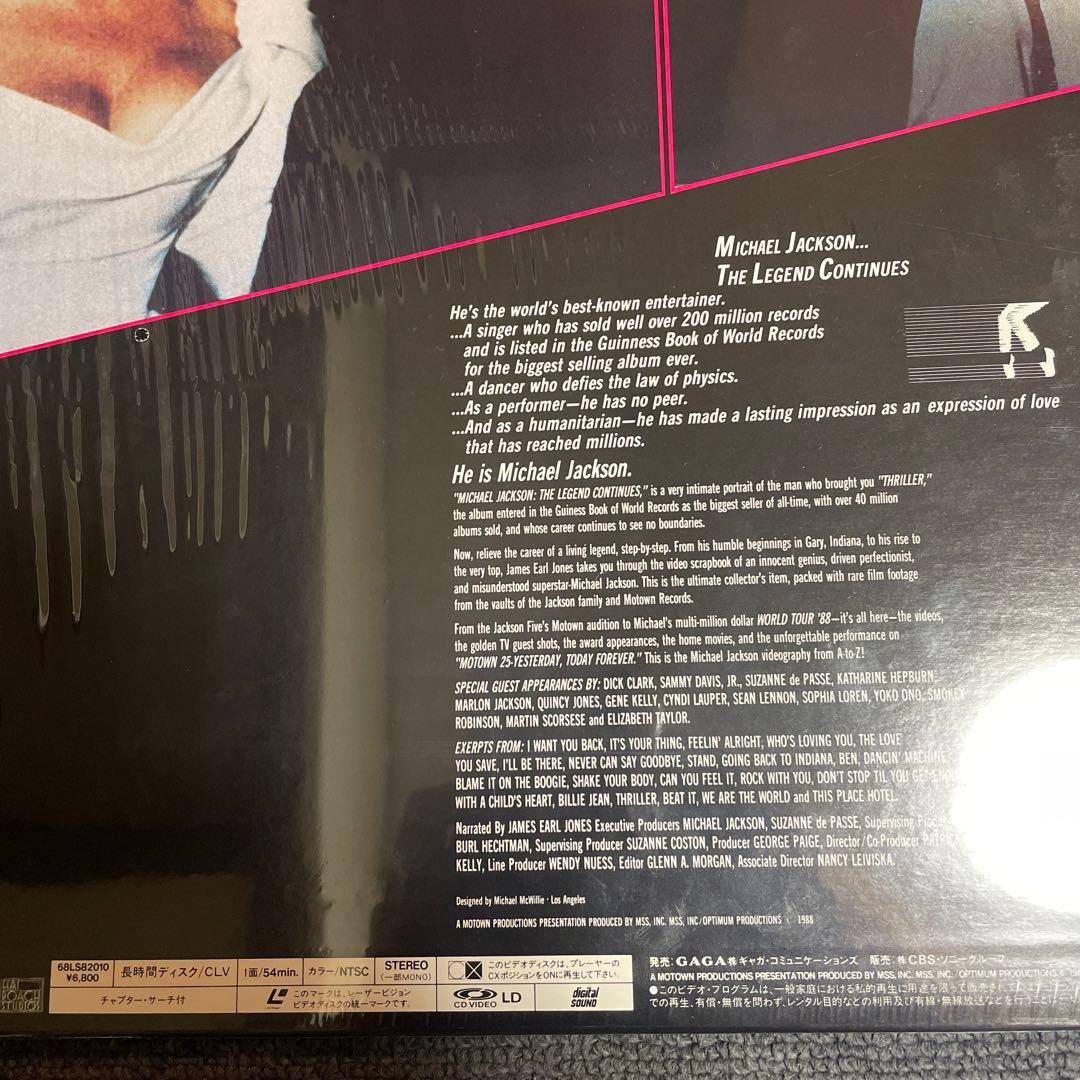 MICHAEL JACKSON...
THE LEGEND CONTINUES
He's the world's best-known entertainer.
...A singer who has sold well over 200 million records
and is listed in the Guinness Book of World Records
for the biggest selling album ever.
...A dancer who defies the law of physics.
...As a performer—he has no peer.
...And as a humanitarian—he has made a lasting impression as an expression of love
that has reached millions.
He is Michael Jackson.
"MICHAEL JACKSON: THE LEGEND CONTINUES," is a very intimate portrait of the man who brought you "THRILLER,"
the album entered in the Guiness Book of World Records as the biggest seller of all-time, with over 40 million
albums sold, and whose career continues to see no boundaries.
Now, relieve the career of a living legend, step-by-step. From his humble beginnings in Gary, Indiana, to his rise to
the very top, James Earl Jones takes you through the video scrapbook of an innocent genius, driven perfectionist,
and misunderstood superstar-Michael Jackson. This is the ultimate collector's item, packed with rare film footage
from the vaults of the Jackson family and Motown Records.
From the Jackson Five's Motown audition to Michael's multi-million dollar WORLD TOUR '88—it's all here—the videos,
the golden TV guest shots, the award appearances, the home movies, and the unforgettable performance on
"MOTOWN 25-YESTERDAY, TODAY FOREVER." This is the Michael Jackson videography from A-to-Z!
SPECIAL GUEST APPEARANCES BY: DICK CLARK, SAMMY DAVIS, JR., SUZANNE de PASSE, KATHARINE HEPBURN,
MARLON JACKSON, QUINCY JONES, GENE KELLY, CYNDI LAUPER, SEAN LENNON, SOPHIA LOREN, YOKO ONO, SMOKEY
ROBINSON, MARTIN SCORSESE and ELIZABETH TAYLOR.
EXERPTS FROM: I WANT YOU BACK, IT'S YOUR THING, FEELIN' ALRIGHT, WHO'S LOVING YOU, THE LOVE
YOU SAVE, I'LL BE THERE, NEVER CAN SAY GOODBYE, STAND, GOING BACK TO INDIANA, BEN, DANCIN' MACHINE,
BLAME IT ON THE BOOGIE, SHAKE YOUR BODY, CAN YOU FEEL IT, ROCK WITH YOU, DON'T STOP TIL YOU GET
WITH A CHILD'S HEART, BILLIE JEAN, THRILLER, BEAT IT, WE ARE THE WORLD and THIS PLACE HOTEL.
Narrated By JAMES EARL JONES Executive Producers MICHAEL JACKSON, SUZANNE de PASSE, Supervising
BURL HECHTMAN, Supervising Producer SUZANNE COSTON, Producer GEORGE PAIGE, Director/Co-Producer PATRICK
KELLY, Line Producer WENDY NUESS, Editor GLENN A. MORGAN, Associate Director NANCY LEIVISKA.
Designed by Michael McWillie · Los Angeles
A MOTOWN PRODUCTIONS PRESENTATION PRODUCED BY MSS, INC. MSS, INC/OPTIMUM PRODUCTIONS © 1988
HAL ROACH STUDIOS
68LS82010
¥6,800
長時間ディスク/CLV
1面/54min.
カラー/NTSC
STEREO
(一部MONO)
このビデオディスクは、プレーヤーの
CXポジションをONに再生して下さい。
チャプター・サーチ付
このマークは、レーザービジョン
ビデオディスクの統一マークです。
CD VIDEO LD
digital SOUND
発売: GAGA 株ギャガ・コミュニケーションズ 販売: 株CBS・ソニーグループ
A MOTOWN PRODUCTIONS PRESENTATION PRODUCED BY MSS, INC. MSS, INC. /OPTIMUM PRODUCTIONS
●このビデオ・プログラムは、一般家庭における私的再生に用途を限って販売されて
での再生、有償・無償を問わず、レンタル目的などの利用及び有線・無線放送などを行うことは